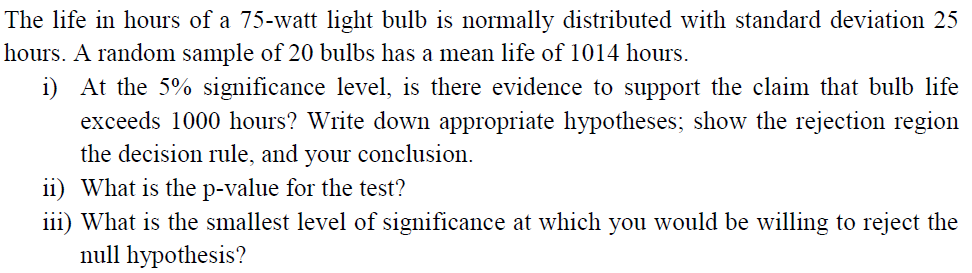 The life in hours of a 75-watt light bulb is normally distributed with standard deviation 25
hours. A random sample of 20 bulbs has a mean life of 1014 hours.
i) At the 5% significance level, is there evidence to support the claim that bulb life
exceeds 1000 hours? Write down appropriate hypotheses; show the rejection region
the decision rule, and your conclusion.
ii) What is the p-value for the test?
iii) What is the smallest level of significance at which you would be willing to reject the
null hypothesis?